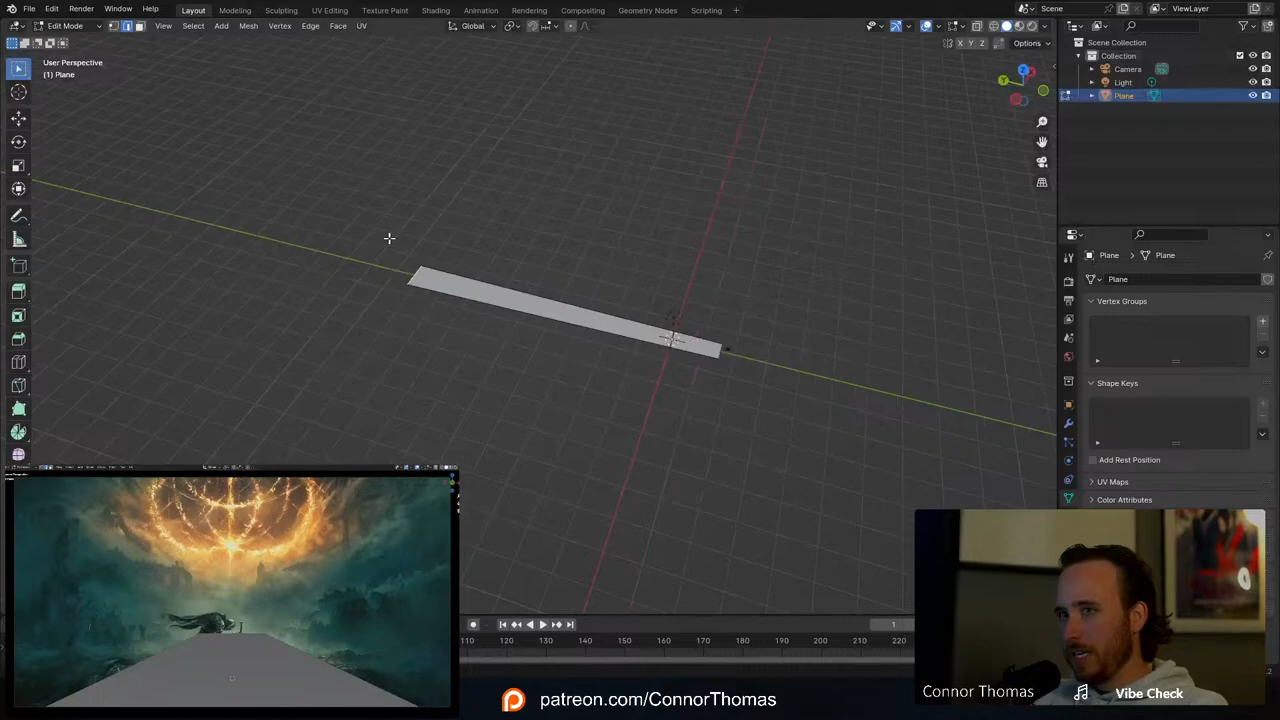 File Edit Render Window Help Layout Modeling Sculpting UV Editing Texture Paint Shading Animation Rendering Compositing Geometry Nodes Scripting + Scene ViewLayer
Edit Mode View Select Add Mesh Vertex Edge Face UV Global
X Y Z Options
User Perspective
(1) Plane
Z
Y
Scene Collection
Collection
Camera
Light
Plane
Plane Plane
Plane
Vertex Groups
Shape Keys
Add Rest Position
UV Maps
Color Attributes
1
110 120 130 140 150 160 170 180 190 200 210 220
patreon.com/ConnorThomas
Connor Thomas Vibe Check